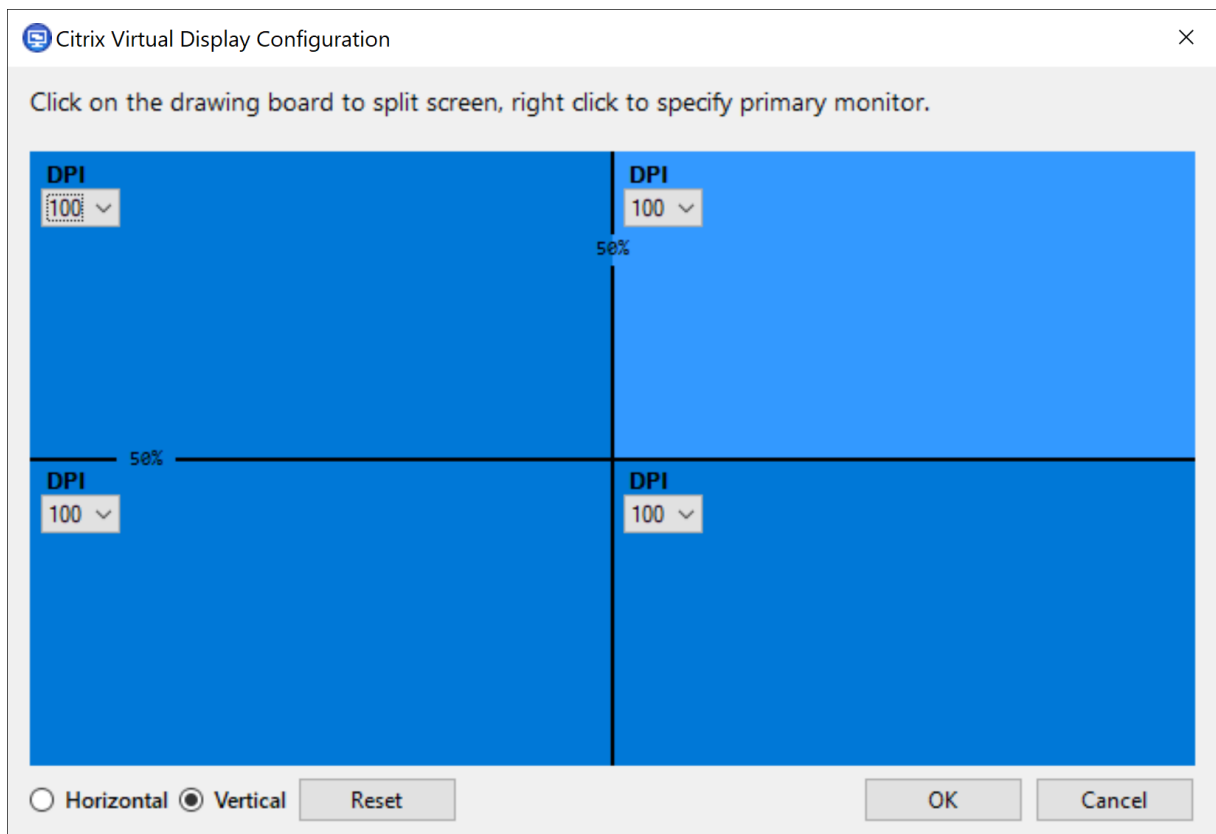 Citrix Virtual Display Configuration
Click on the drawing board to split screen, right click to specify primary monitor.
DPI
100
DPI
100
50%
50%
DPI
100
DPI
100
Horizontal Vertical Reset OK Cancel